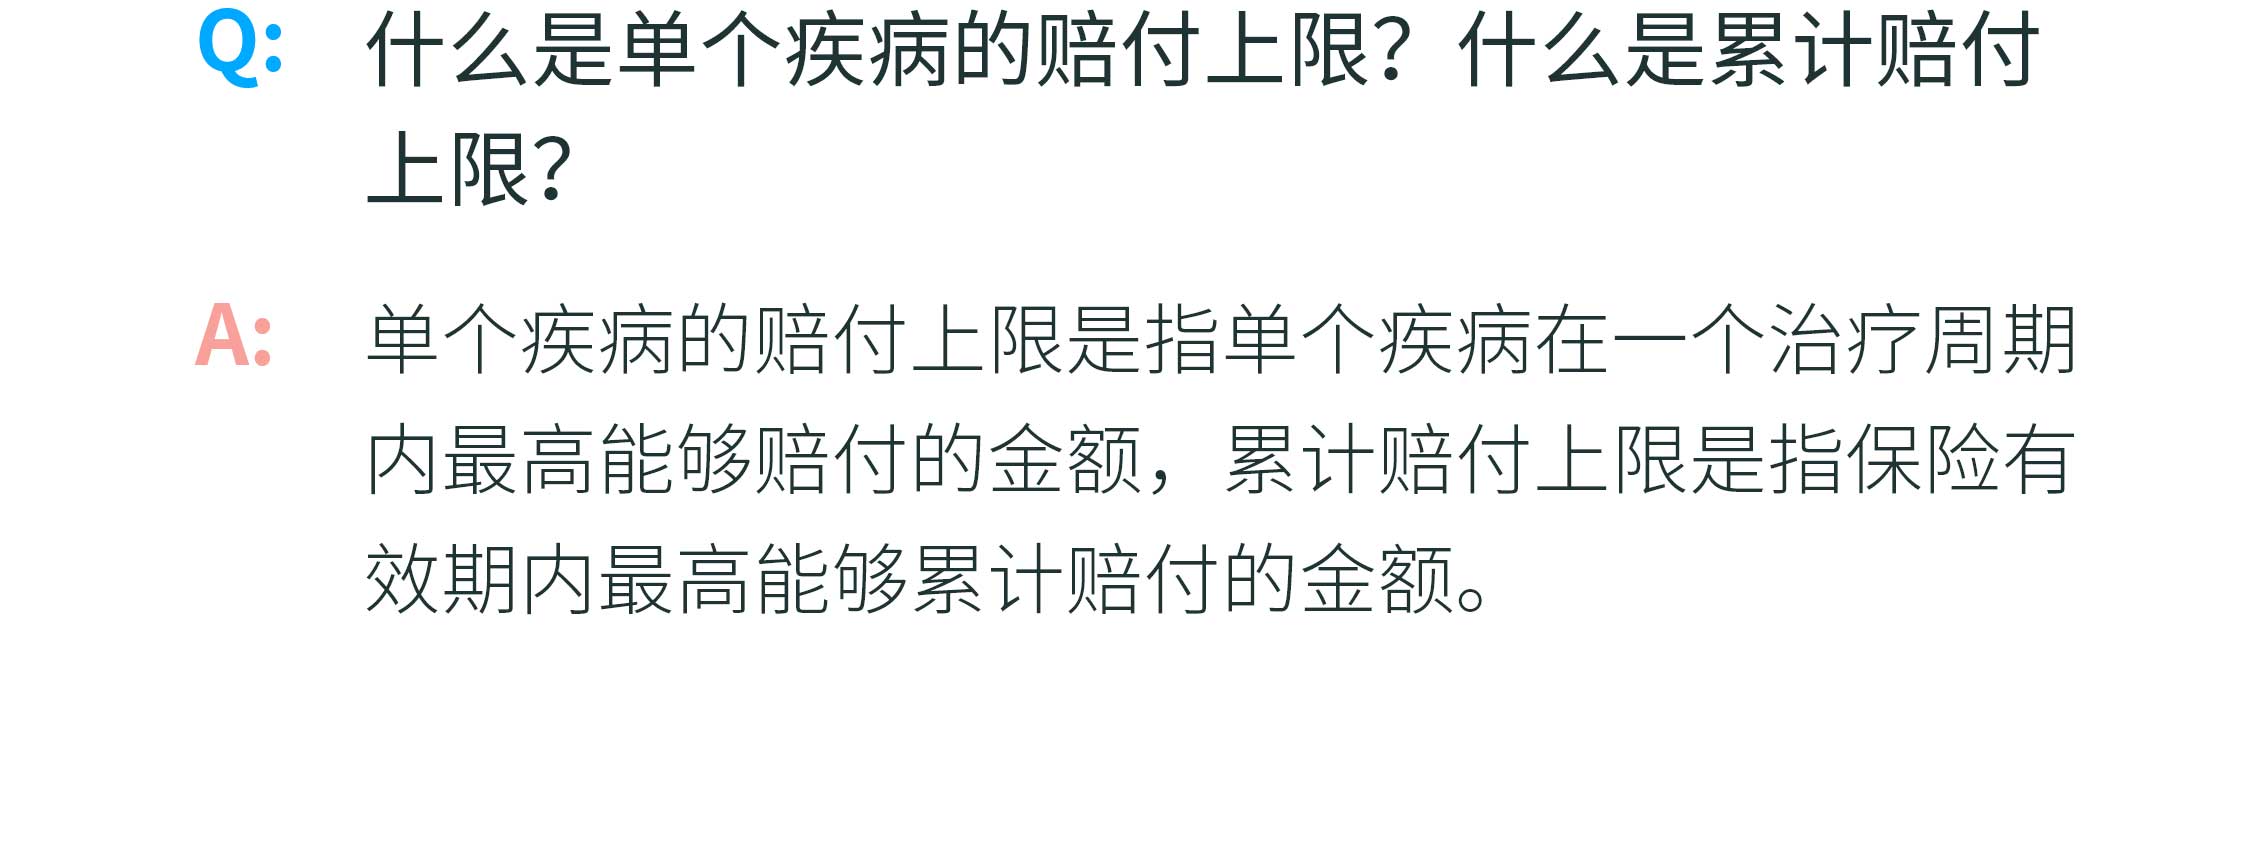 Q: 什么是单个疾病的赔付上限？什么是累计赔付
上限？
A: 单个疾病的赔付上限是指单个疾病在一个治疗周期
内最高能够赔付的金额，累计赔付上限是指保险有
效期内最高能够累计赔付的金额。